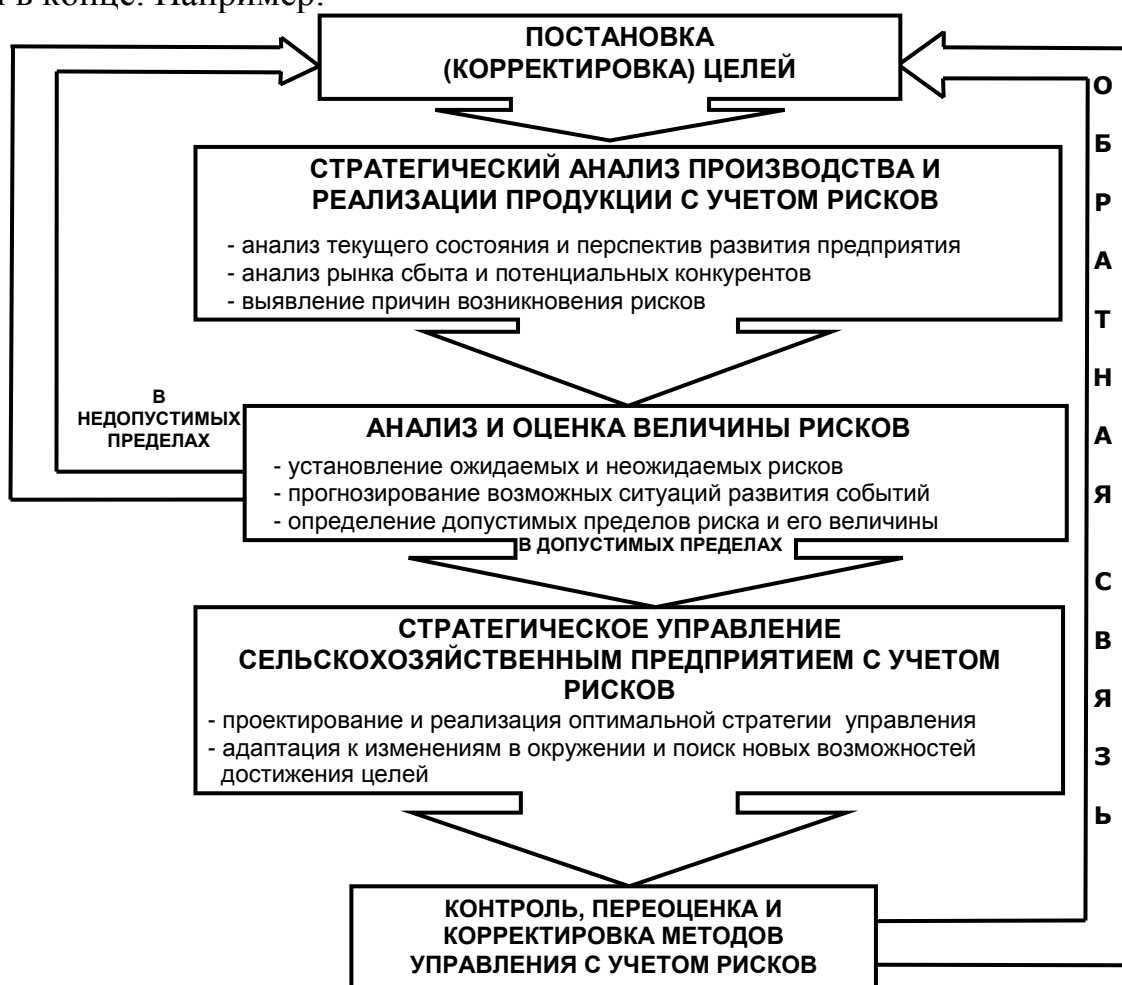 в конце. Например:
ПОСТАНОВКА
(КОРРЕКТИРОВКА) ЦЕЛЕЙ
СТРАТЕГИЧЕСКИЙ АНАЛИЗ ПРОИЗВОДСТВА И
РЕАЛИЗАЦИИ ПРОДУКЦИИ С УЧЕТОМ РИСКОВ
- анализ текущего состояния и перспектив развития предприятия
- анализ рынка сбыта и потенциальных конкурентов
- выявление причин возникновения рисков
В
НЕДОПУСТИМЫХ
ПРЕДЕЛАХ
АНАЛИЗ И ОЦЕНКА ВЕЛИЧИНЫ РИСКОВ
- установление ожидаемых и неожидаемых рисков
- прогнозирование возможных ситуаций развития событий
- определение допустимых пределов риска и его величины
В ДОПУСТИМЫХ ПРЕДЕЛАХ
СТРАТЕГИЧЕСКОЕ УПРАВЛЕНИЕ
СЕЛЬСКОХОЗЯЙСТВЕННЫМ ПРЕДПРИЯТИЕМ С УЧЕТОМ
РИСКОВ
- проектирование и реализация оптимальной стратегии управления
- адаптация к изменениям в окружении и поиск новых возможностей
достижения целей
КОНТРОЛЬ, ПЕРЕОЦЕНКА И
КОРРЕКТИРОВКА МЕТОДОВ
УПРАВЛЕНИЯ С УЧЕТОМ РИСКОВ
ОБРАТНАЯ СВЯЗЬ